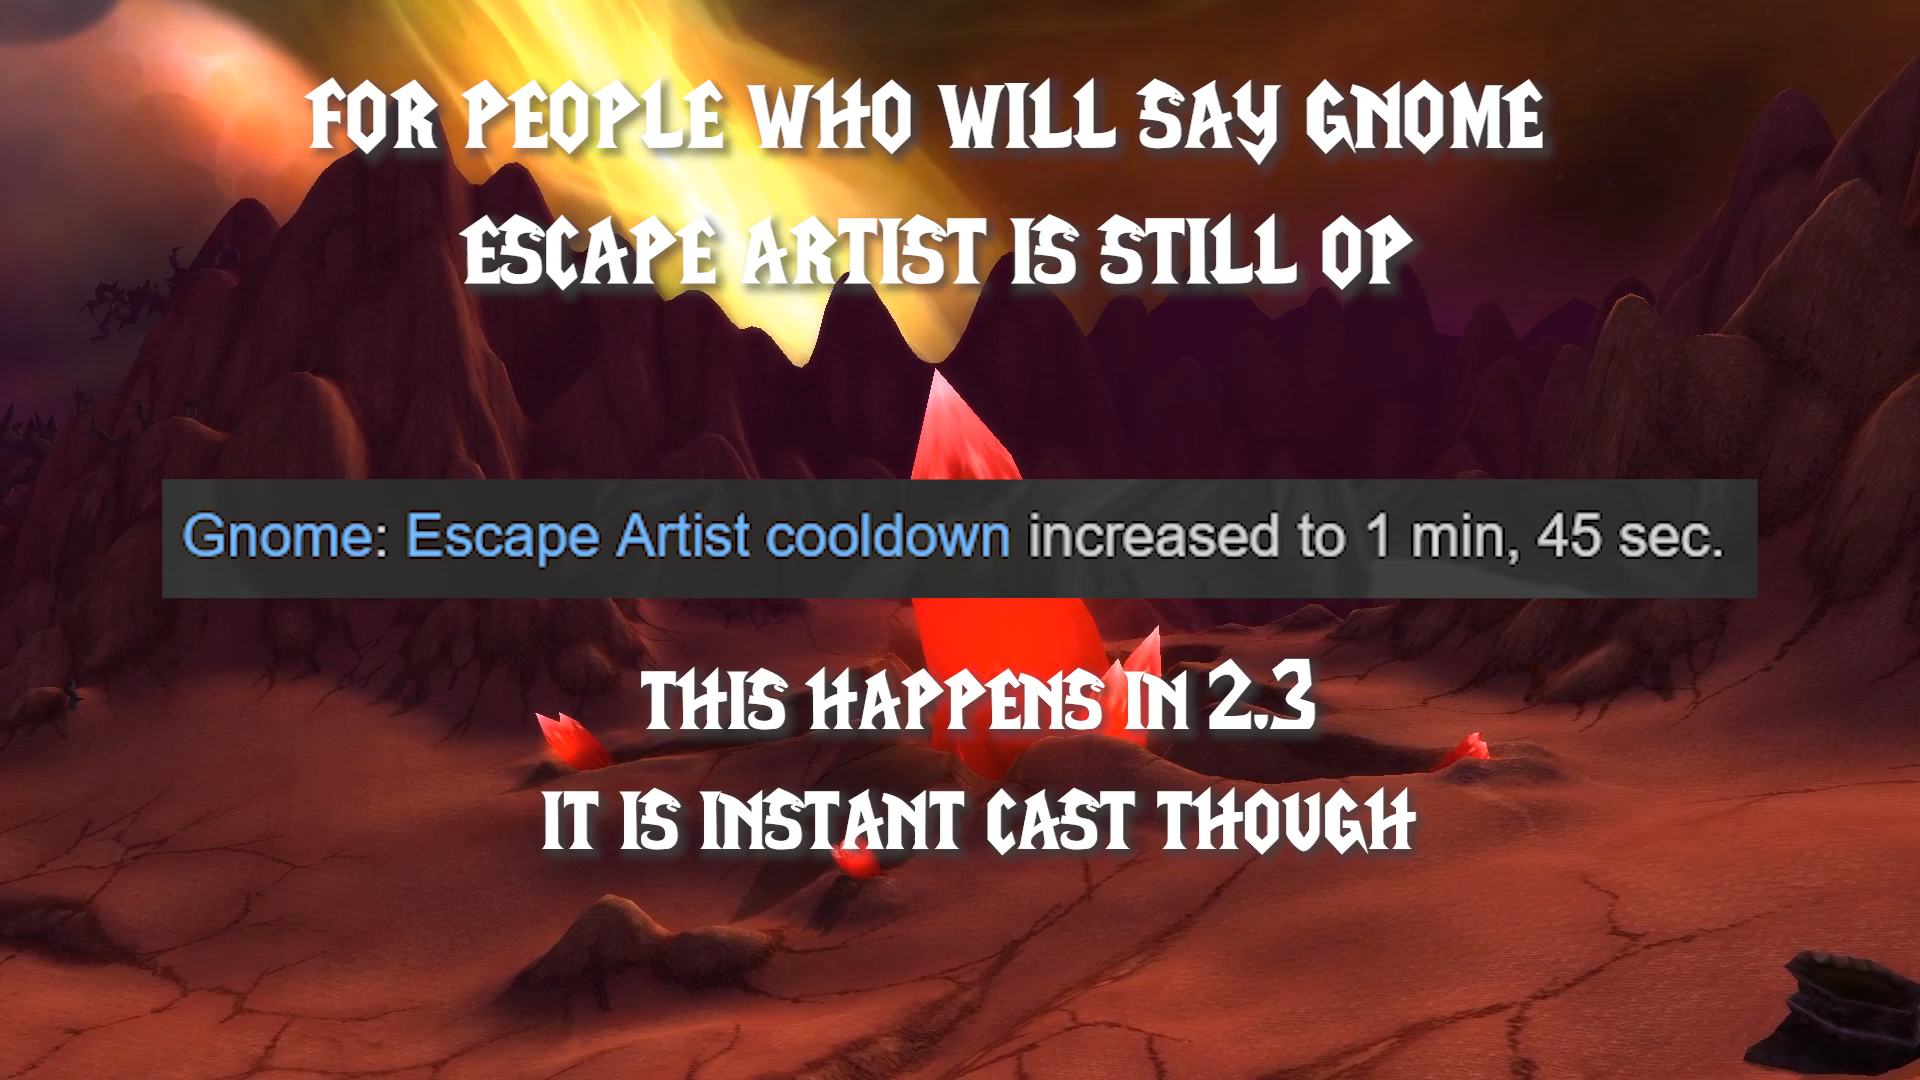 FOR PEOPLE WHO WILL SAY GNOME
ESCAPE ARTIST IS STILL OP
Gnome: Escape Artist cooldown increased to 1 min, 45 sec.
THIS HAPPENS IN 2.3
IT IS INSTANT CAST THOUGH